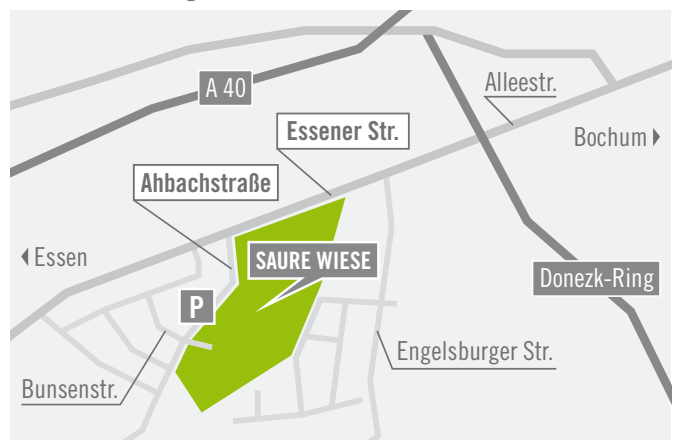 A 40
Alleestr.
Essener Str.
Bochum
Ahbachstraße
Essen
SAURE WIESE
Donezk-Ring
P
Engelsburger Str.
Bunsenstr.